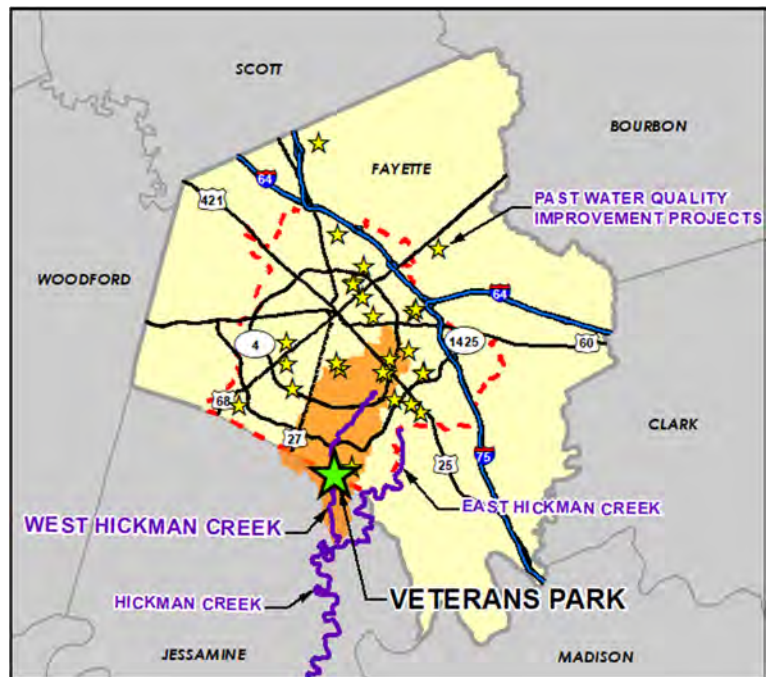 SCOTT
BOURBON
FAYETTE
64
421
PAST WATER QUALITY
IMPROVEMENT PROJECTS
WOODFORD
64
4
1425
60
68
CLARK
27
25
75
EAST HICKMAN CREEK
WEST HICKMAN CREEK
HICKMAN CREEK
VETERANS PARK
JESSAMINE
MADISON